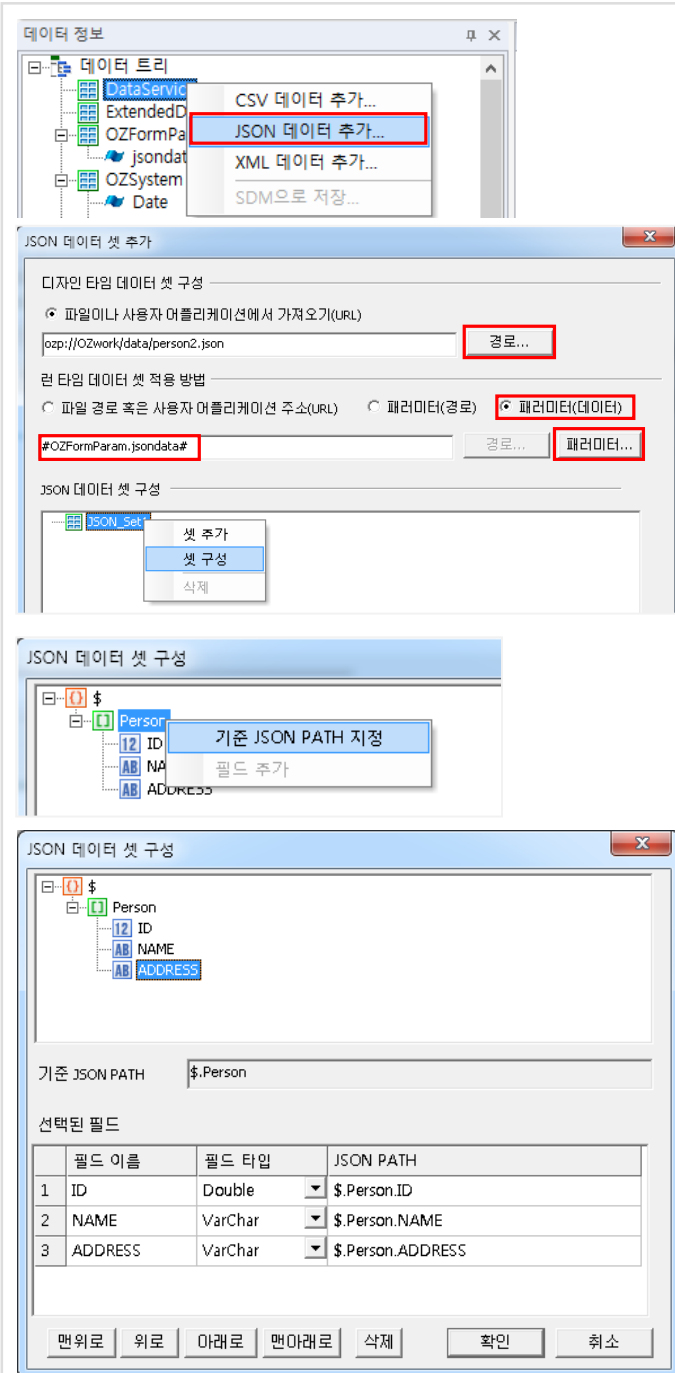 데이터 정보
데이터 트리
DataServic
CSV 데이터 추가...
ExtendedD
JSON 데이터 추가...
OZFormPa
jsondat
XML 데이터 추가...
OZSystem
SDM으로 저장...
Date
JSON 데이터 셋 추가
디자인 타임 데이터 셋 구성
파일이나 사용자 어플리케이션에서 가져오기(URL)
ozp://OZwork/data/person2.json 경로...
런 타임 데이터 셋 적용 방법
파일 경로 혹은 사용자 어플리케이션 주소(URL) 패러미터(경로) 패러미터(데이터)
#OZFormParam.jsondata# 경로... 패러미터...
JSON 데이터 셋 구성
JSON_Set1
셋 추가
셋 구성
삭제
JSON 데이터 셋 구성
$
Person
기준 JSON PATH 지정
12 ID
AB NA
필드 추가
AB ADDRESS
JSON 데이터 셋 구성
$
Person
12 ID
AB NAME
AB ADDRESS
기준 JSON PATH $.Person
선택된 필드
필드 이름 필드 타입 JSON PATH
1 ID Double $.Person.ID
2 NAME VarChar $.Person.NAME
3 ADDRESS VarChar $.Person.ADDRESS
맨위로 위로 아래로 맨아래로 삭제 확인 취소